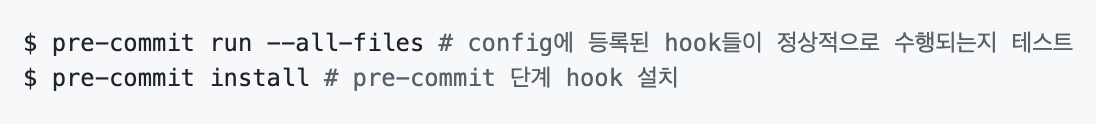 $ pre-commit run --all-files # config에 등록된 hook들이 정상적으로 수행되는지 테스트
$ pre-commit install # pre-commit 단계 hook 설치